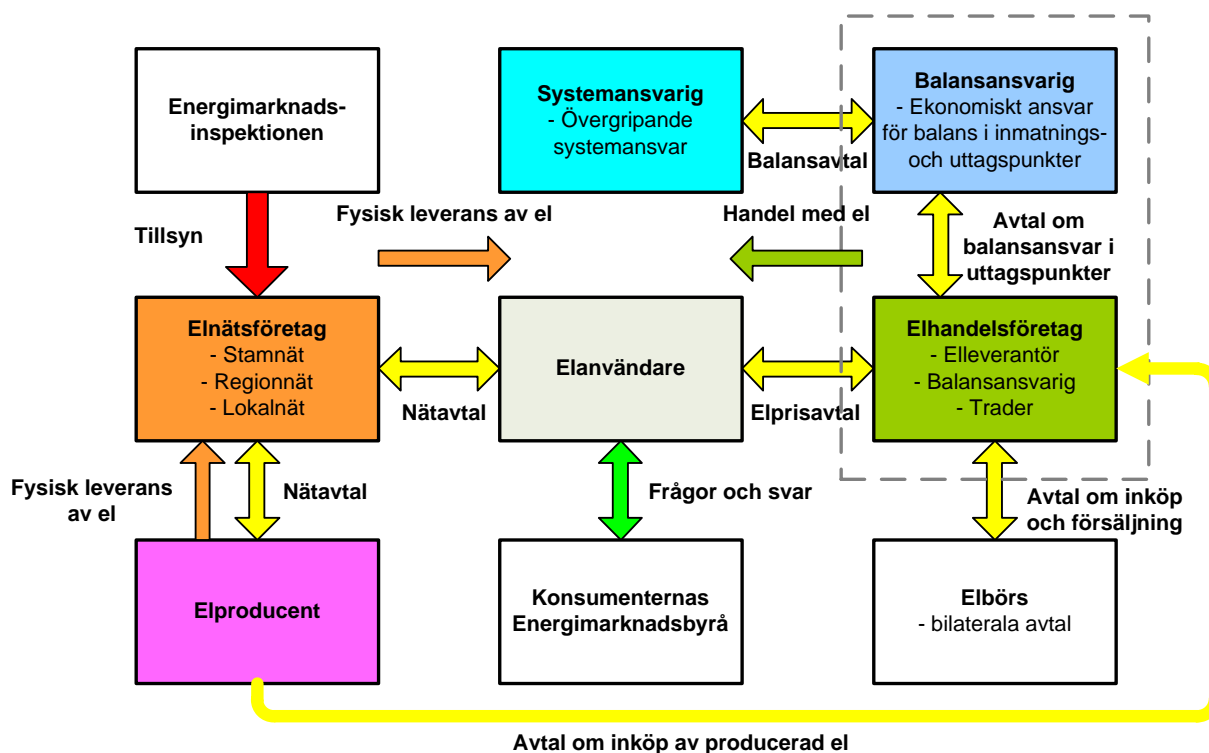 Energimarknads-
inspektionen
Systemansvarig
- Övergripande
systemansvar
Balansansvarig
- Ekonomiskt ansvar
för balans i inmatnings-
och uttagspunkter
Balansavtal
Tillsyn
Fysisk leverans av el
Handel med el
Avtal om
balansansvar i
uttagspunkter
Elnätsföretag
- Stamnät
- Regionnät
- Lokalnät
Nätavtal
Elanvändare
Elprisavtal
Elhandelsföretag
- Elleverantör
- Balansansvarig
- Trader
Fysisk leverans
av el
Nätavtal
Frågor och svar
Avtal om inköp
och försäljning
Elproducent
Konsumenternas
Energimarknadsbyrå
Elbörs
- bilaterala avtal
Avtal om inköp av producerad el